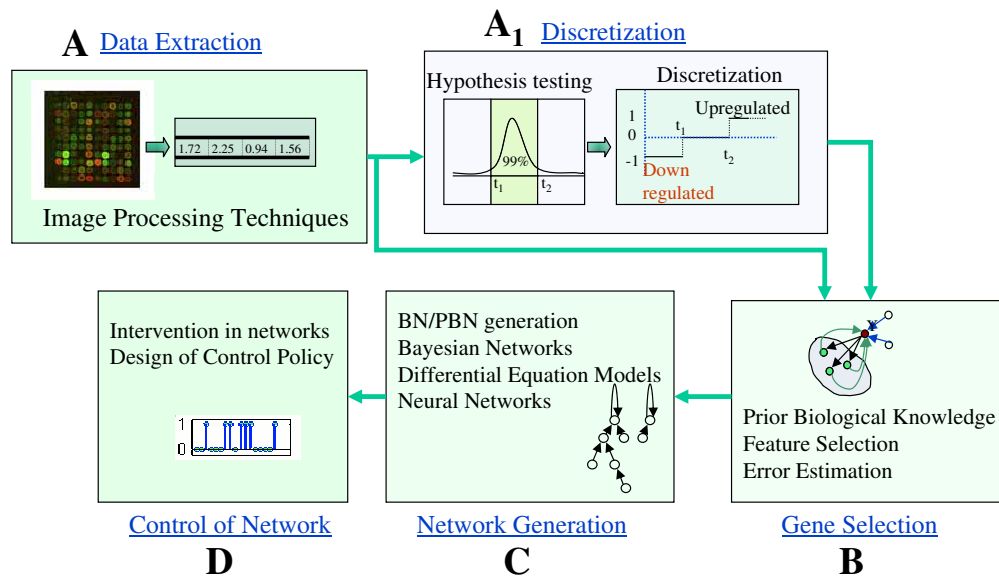 A Data Extraction
A1 Discretization
1.72 2.25 0.94 1.56
Image Processing Techniques
Hypothesis testing
99%
t1 t2
Discretization
1
0
-1
Upregulated
t1
t2
Down
regulated
Y
Prior Biological Knowledge
Feature Selection
Error Estimation
Gene Selection
B
BN/PBN generation
Bayesian Networks
Differential Equation Models
Neural Networks
Network Generation
C
Intervention in networks
Design of Control Policy
1
0
Control of Network
D